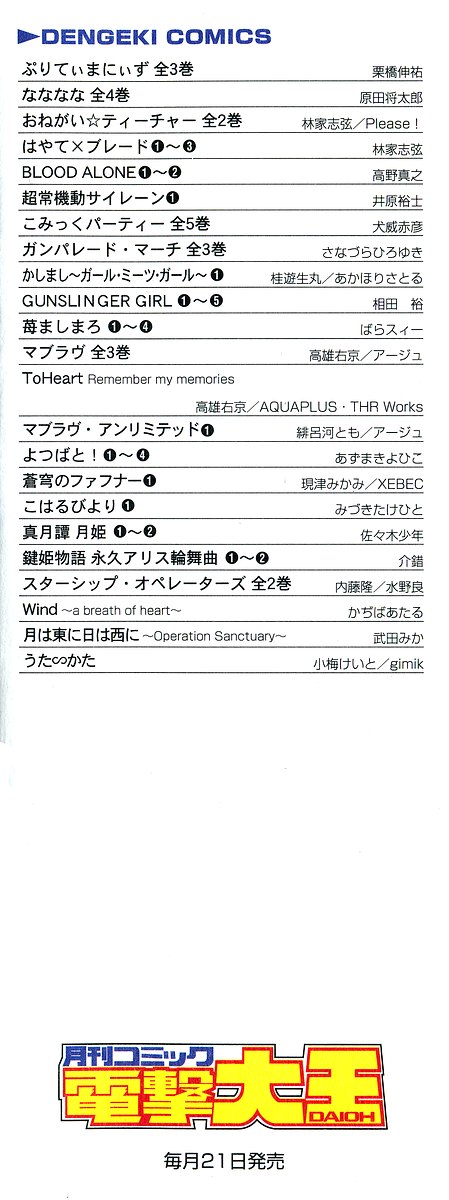 ▶DENGEKI COMICS
ぷりてぃまにぃず 全3巻 栗橋伸祐
なななな 全4巻 原田将太郎
おねがい☆ティーチャー 全2巻 林家志弦／Please！
はやて×ブレード❶～❸ 林家志弦
BLOOD ALONE❶～❷ 高野真之
超常機動サイレーン❶ 井原裕士
こみっくパーティー 全5巻 犬威赤彦
ガンパレード・マーチ 全3巻 さなづらひろゆき
かしまし～ガール・ミーツ・ガール～ ❶ 桂遊生丸／あかほりさとる
GUNSLINGER GIRL ❶～❺ 相田　裕
苺ましまろ ❶～❹ ばらスィー
マブラヴ 全3巻 高雄右京／アージュ
ToHeart Remember my memories
高雄右京／AQUAPLUS・THR Works
マブラヴ・アンリミテッド❶ 緋呂河とも／アージュ
よつばと！❶～❹ あずまきよひこ
蒼穹のファフナー❶ 現津みかみ／XEBEC
こはるびより ❶ みづきたけひと
真月譚 月姫 ❶～❷ 佐々木少年
鍵姫物語 永久アリス輪舞曲 ❶～❷ 介錯
スターシップ・オペレーターズ 全2巻 内藤隆／水野良
Wind ～a breath of heart～ かぢばあたる
月は東に日は西に ～Operation Sanctuary～ 武田みか
うた∽かた 小梅けいと／gimik
月刊コミック
電撃大王
DAIOH
毎月21日発売